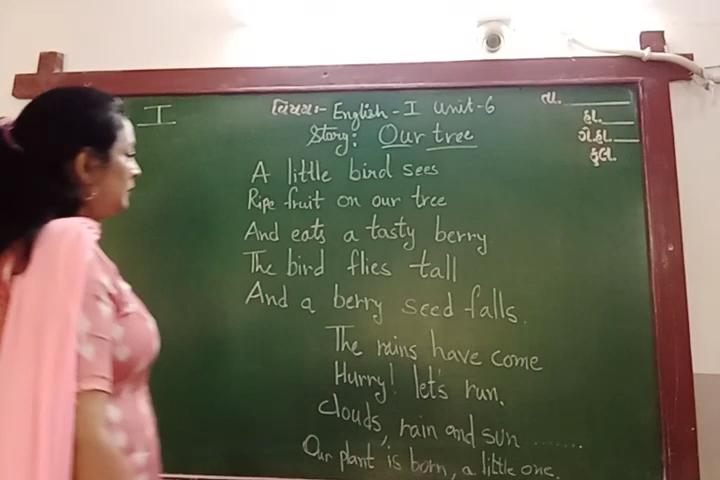 I
વિષય:- English - I Unit-6
Story: Our tree
તા.
હા.
ગે.હા.
કુલ.
A little bird sees
Ripe fruit on our tree
And eats a tasty berry
The bird flies tall
And a berry seed falls.
The rains have come
Hurry! let's run.
Clouds, rain and sun .......
Our plant is born, a little one.